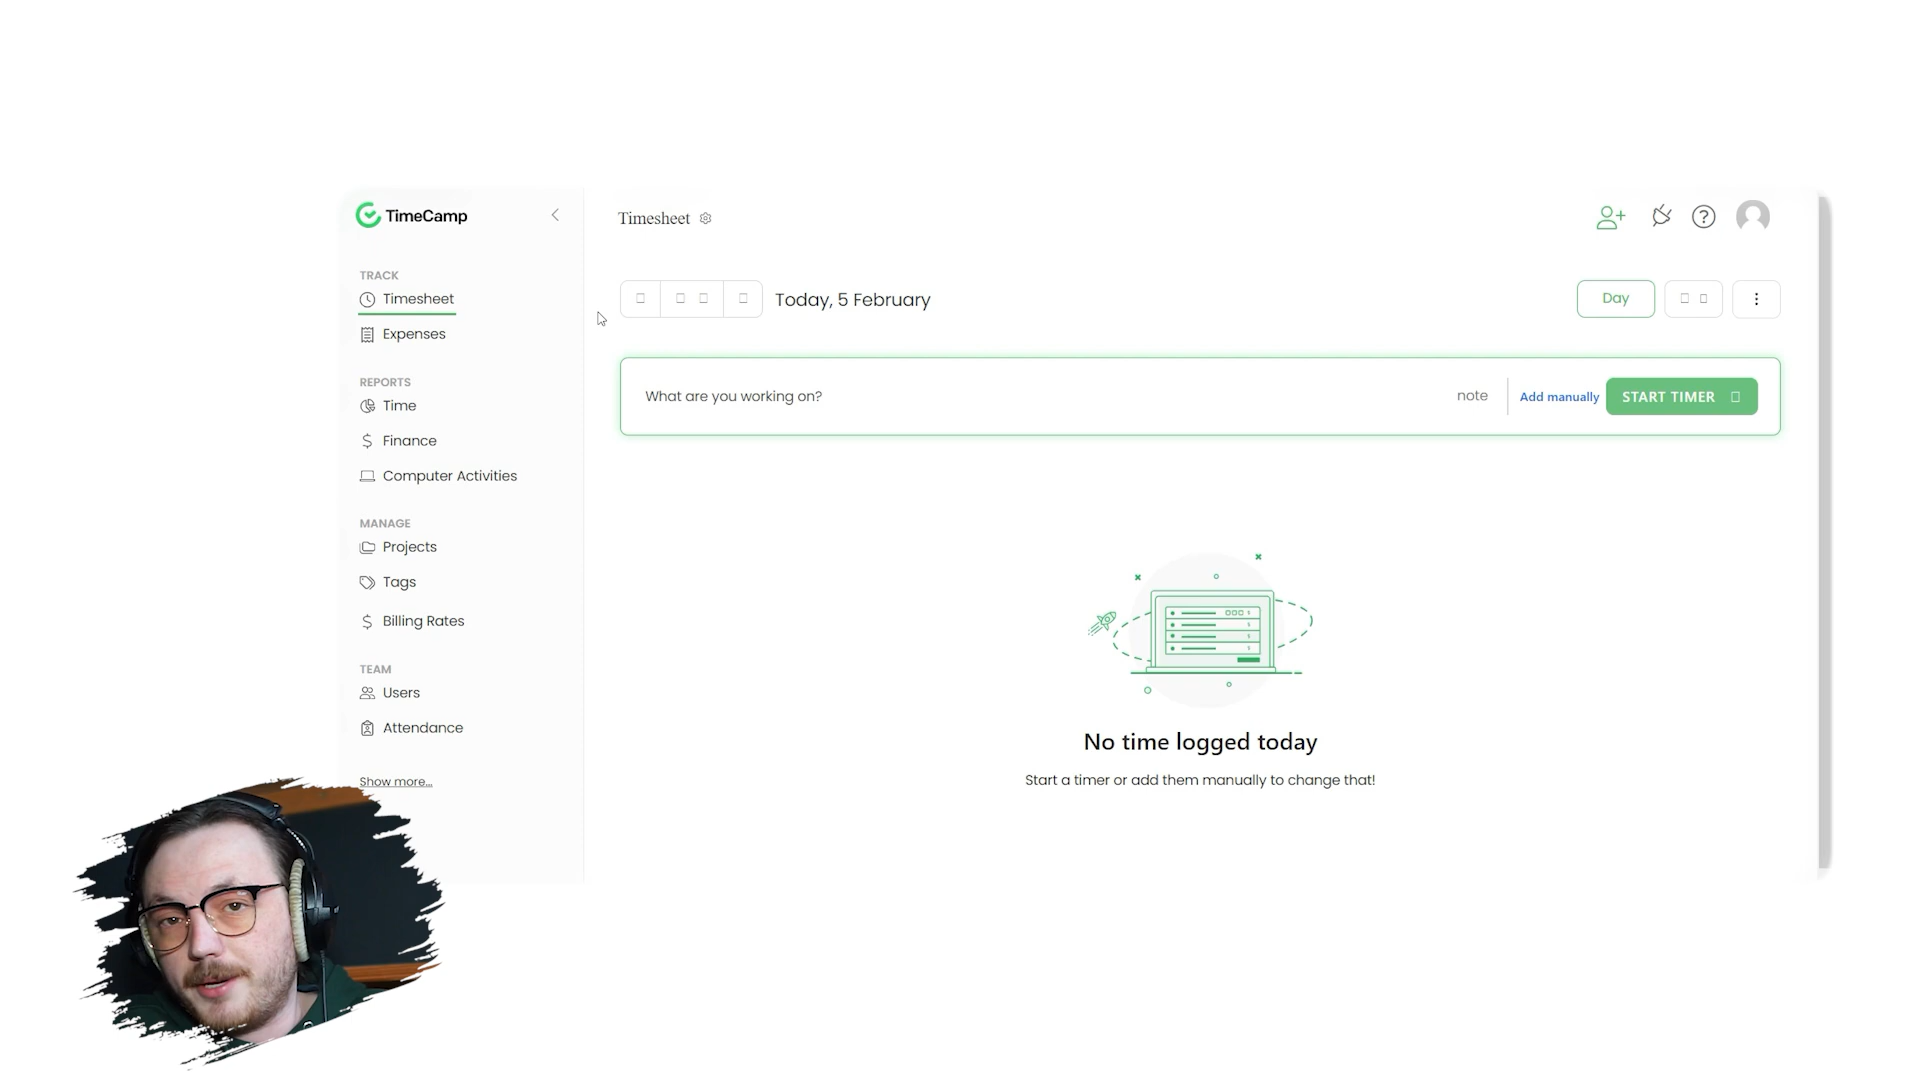 TimeCamp
TRACK
Timesheet
Expenses
REPORTS
Time
Finance
Computer Activities
MANAGE
Projects
Tags
Billing Rates
TEAM
Users
Attendance
Show more...
Timesheet
Today, 5 February
Day
What are you working on?
note
Add manually
START TIMER
No time logged today
Start a timer or add them manually to change that!